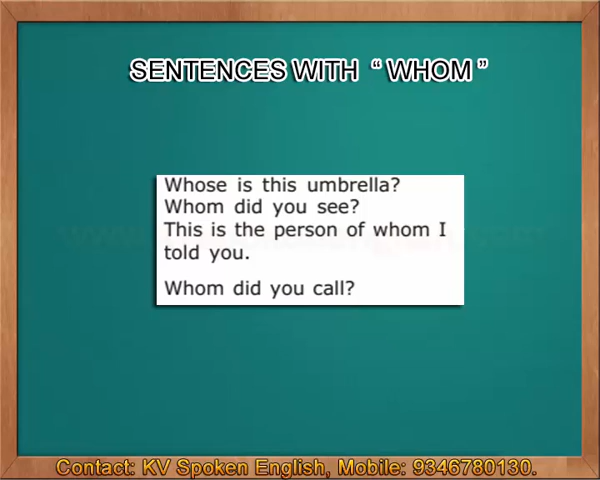 SENTENCES WITH “ WHOM ”
Whose is this umbrella?
Whom did you see?
This is the person of whom I
told you.
Whom did you call?
Contact: KV Spoken English, Mobile: 9346780130.